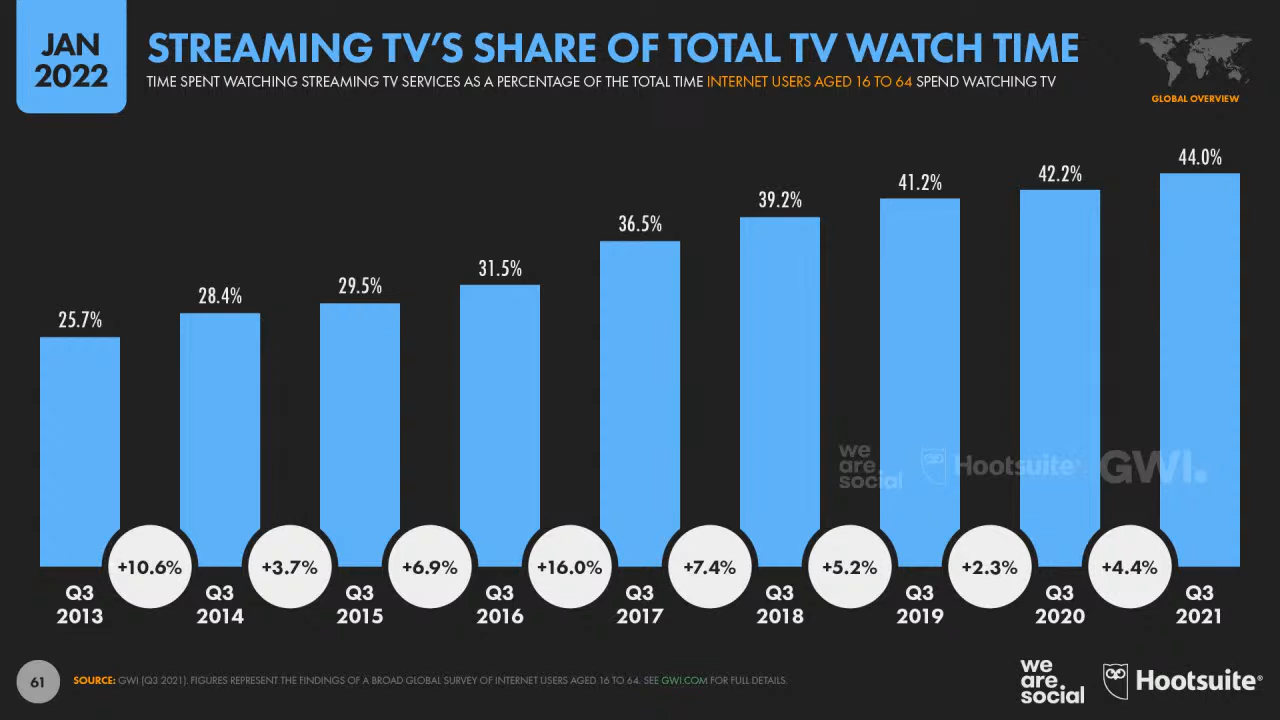 JAN
2022
STREAMING TV'S SHARE OF TOTAL TV WATCH TIME
TIME SPENT WATCHING STREAMING TV SERVICES AS A PERCENTAGE OF THE TOTAL TIME INTERNET USERS AGED 16 TO 64 SPEND WATCHING TV
GLOBAL OVERVIEW
25.7%
28.4%
29.5%
31.5%
36.5%
39.2%
41.2%
42.2%
44.0%
we
are
social
Hootsuite®
GWI.
+10.6%
+3.7%
+6.9%
+16.0%
+7.4%
+5.2%
+2.3%
+4.4%
Q3
2013
Q3
2014
Q3
2015
Q3
2016
Q3
2017
Q3
2018
Q3
2019
Q3
2020
Q3
2021
61
SOURCE: GWI (Q3 2021). FIGURES REPRESENT THE FINDINGS OF A BROAD GLOBAL SURVEY OF INTERNET USERS AGED 16 TO 64. SEE GWI.COM FOR FULL DETAILS.
we
are
social
Hootsuite®